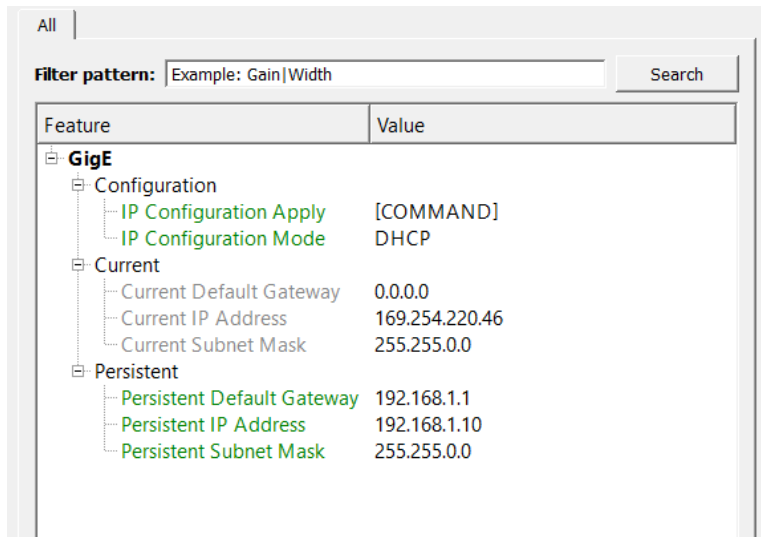 All
Filter pattern: Example: Gain|Width Search
Feature Value
GigE
Configuration
IP Configuration Apply [COMMAND]
IP Configuration Mode DHCP
Current
Current Default Gateway 0.0.0.0
Current IP Address 169.254.220.46
Current Subnet Mask 255.255.0.0
Persistent
Persistent Default Gateway 192.168.1.1
Persistent IP Address 192.168.1.10
Persistent Subnet Mask 255.255.0.0